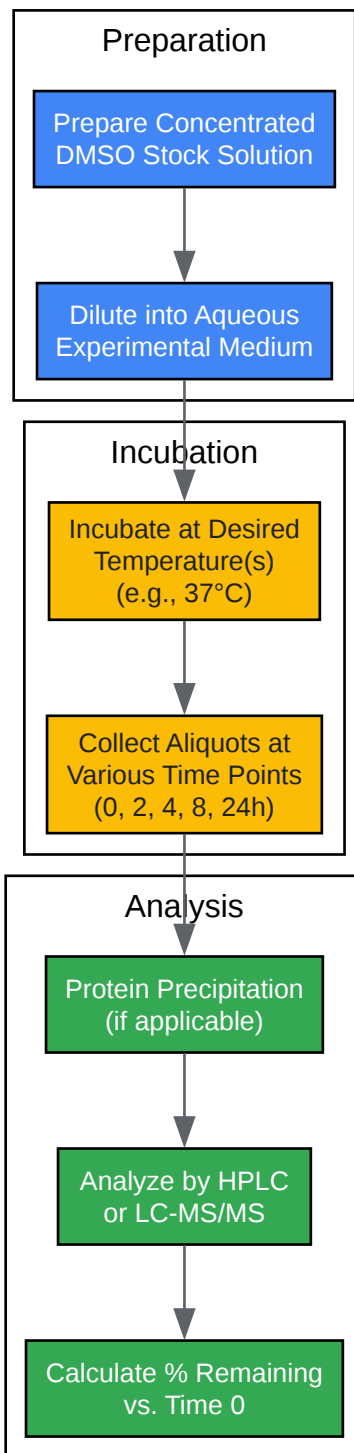 Preparation
Prepare Concentrated
DMSO Stock Solution
Dilute into Aqueous
Experimental Medium
Incubation
Incubate at Desired
Temperature(s)
(e.g., 37°C)
Collect Aliquots at
Various Time Points
(0, 2, 4, 8, 24h)
Analysis
Protein Precipitation
(if applicable)
Analyze by HPLC
or LC-MS/MS
Calculate % Remaining
vs. Time 0